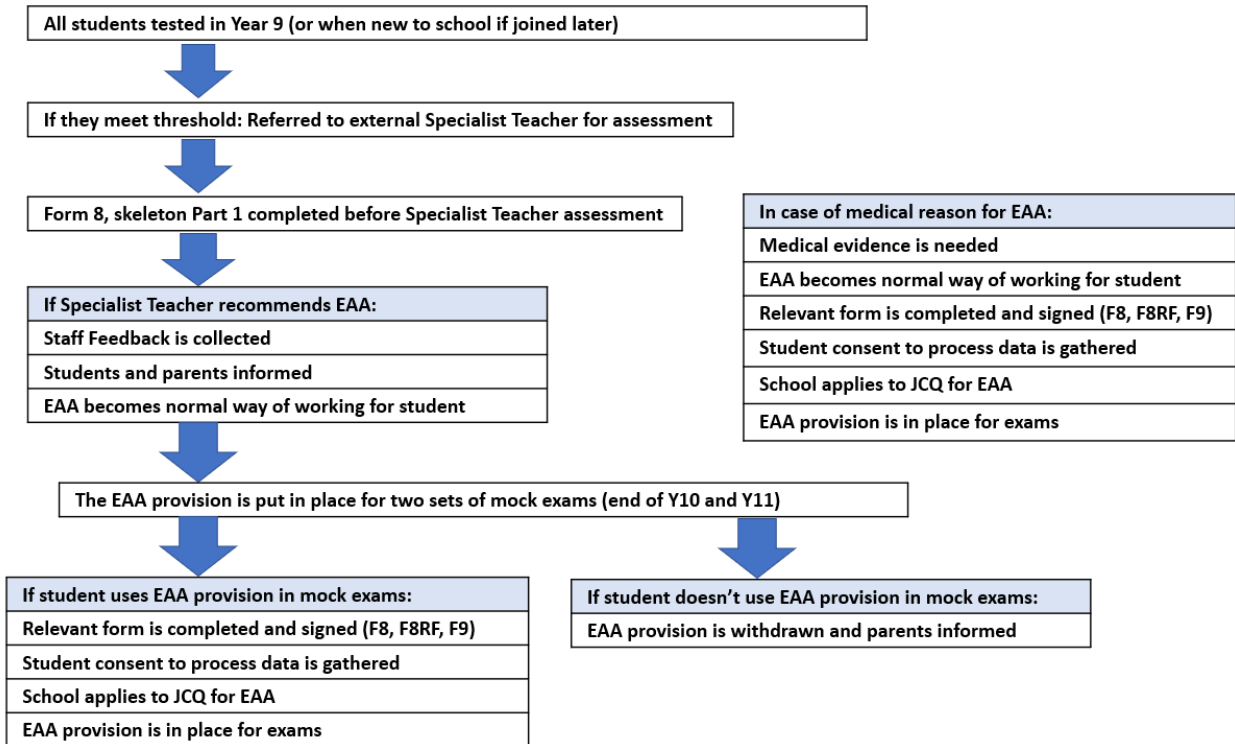 All students tested in Year 9 (or when new to school if joined later)
If they meet threshold: Referred to external Specialist Teacher for assessment
Form 8, skeleton Part 1 completed before Specialist Teacher assessment
If Specialist Teacher recommends EAA:
Staff Feedback is collected
Students and parents informed
EAA becomes normal way of working for student
In case of medical reason for EAA:
Medical evidence is needed
EAA becomes normal way of working for student
Relevant form is completed and signed (F8, F8RF, F9)
Student consent to process data is gathered
School applies to JCQ for EAA
EAA provision is in place for exams
The EAA provision is put in place for two sets of mock exams (end of Y10 and Y11)
If student uses EAA provision in mock exams:
Relevant form is completed and signed (F8, F8RF, F9)
Student consent to process data is gathered
School applies to JCQ for EAA
EAA provision is in place for exams
If student doesn’t use EAA provision in mock exams:
EAA provision is withdrawn and parents informed